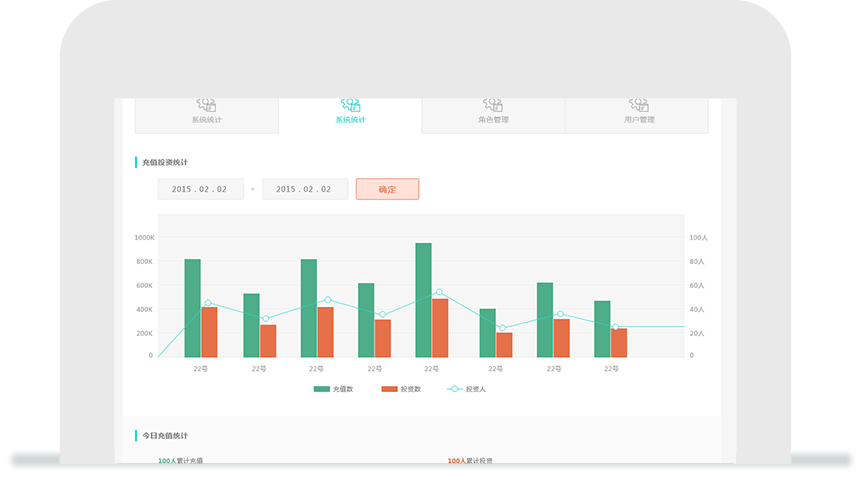 系统统计 系统统计 角色管理 用户管理
充值投资统计
2015 . 02 . 02 - 2015 . 02 . 02 确定
1000K 100人
800K 80人
600K 60人
400K 40人
200K 20人
0 0
22号 22号 22号 22号 22号 22号 22号 22号
充值数 投资数 投资人
今日充值统计
100人累计充值 100人累计投资